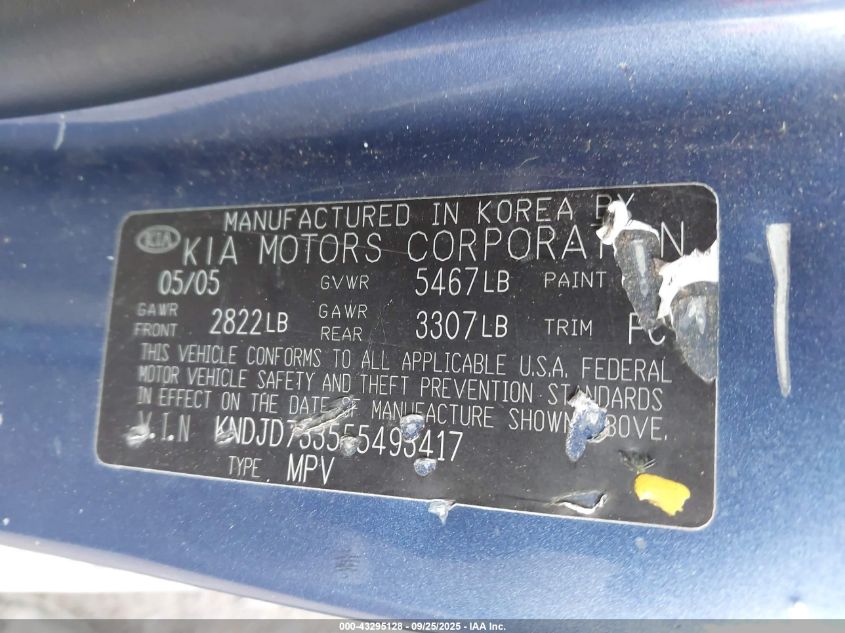 MANUFACTURED IN KOREA BY
KIA KIA MOTORS CORPORATION
05/05 GVWR 5467LB PAINT
GAWR FRONT 2822LB GAWR REAR 3307LB TRIM
THIS VEHICLE CONFORMS TO ALL APPLICABLE U.S.A. FEDERAL
MOTOR VEHICLE SAFETY AND THEFT PREVENTION STANDARDS
IN EFFECT ON THE DATE OF MANUFACTURE SHOWN ABOVE.
V.I.N
TYPE MPV
000-43295128 - 09/25/2025 - IAA Inc.